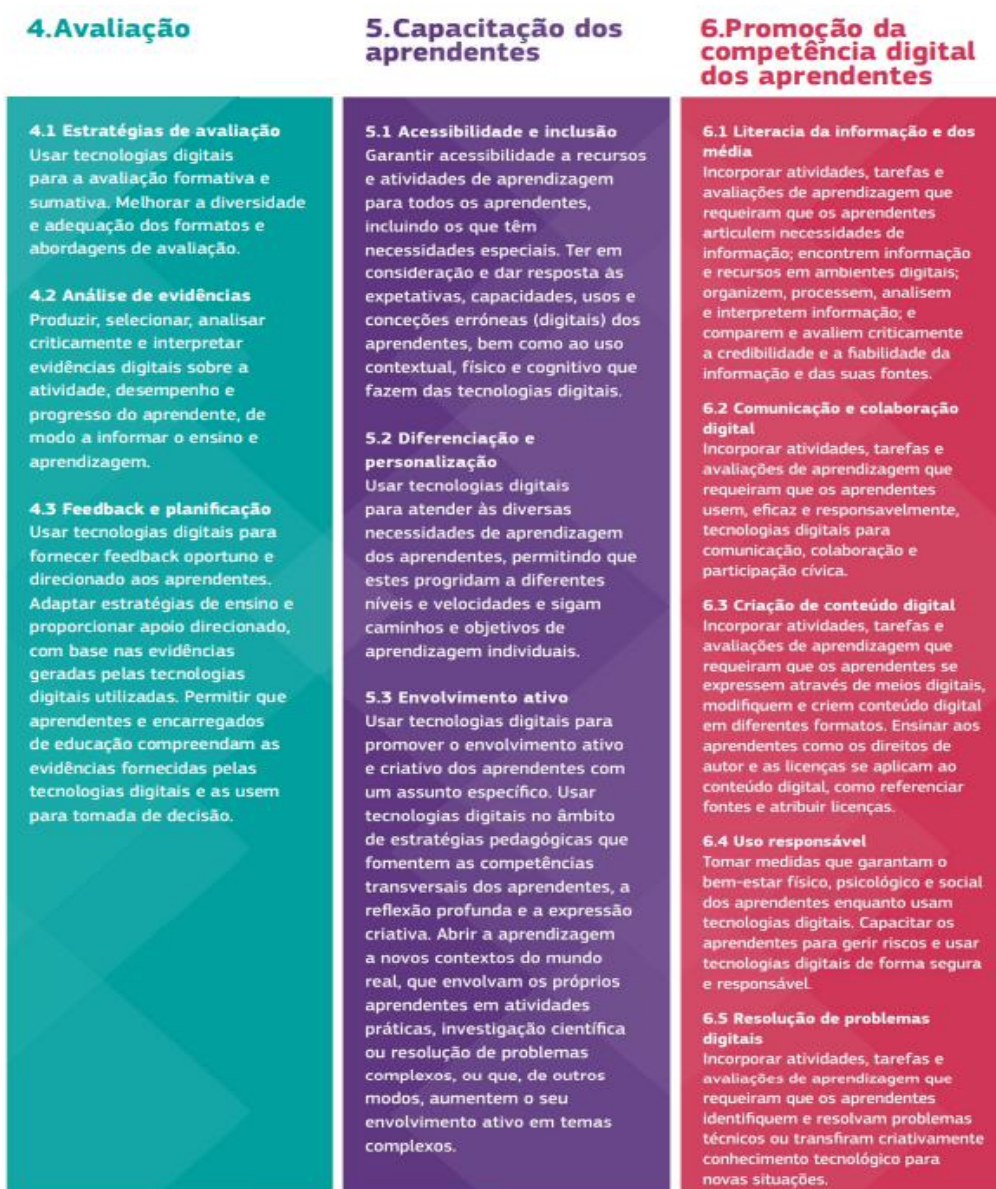 4.Avaliação
4.1 Estratégias de avaliação
Usar tecnologias digitais
para a avaliação formativa e
sumativa. Melhorar a diversidade
e adequação dos formatos e
abordagens de avaliação.
4.2 Análise de evidências
Produzir, selecionar, analisar
criticamente e interpretar
evidências digitais sobre a
atividade, desempenho e
progresso do aprendente, de
modo a informar o ensino e
aprendizagem.
4.3 Feedback e planificação
Usar tecnologias digitais para
fornecer feedback oportuno e
direcionado aos aprendentes.
Adaptar estratégias de ensino e
proporcionar apoio direcionado,
com base nas evidências
geradas pelas tecnologias
digitais utilizadas. Permitir que
aprendentes e encarregados
de educação compreendam as
evidências fornecidas pelas
tecnologias digitais e as usem
para tomada de decisão.
5.Capacitação dos
aprendentes
5.1 Acessibilidade e inclusão
Garantir acessibilidade a recursos
e atividades de aprendizagem
para todos os aprendentes,
incluindo os que têm
necessidades especiais. Ter em
consideração e dar resposta às
expetativas, capacidades, usos e
conceções erróneas (digitais) dos
aprendentes, bem como ao uso
contextual, físico e cognitivo que
fazem das tecnologias digitais.
5.2 Diferenciação e
personalização
Usar tecnologias digitais
para atender às diversas
necessidades de aprendizagem
dos aprendentes, permitindo que
estes progridam a diferentes
níveis e velocidades e sigam
caminhos e objetivos de
aprendizagem individuais.
5.3 Envolvimento ativo
Usar tecnologias digitais para
promover o envolvimento ativo
e criativo dos aprendentes com
um assunto específico. Usar
tecnologias digitais no âmbito
de estratégias pedagógicas que
fomentem as competências
transversais dos aprendentes, a
reflexão profunda e a expressão
criativa. Abrir a aprendizagem
a novos contextos do mundo
real, que envolvam os próprios
aprendentes em atividades
práticas, investigação científica
ou resolução de problemas
complexos, ou que, de outros
modos, aumentem o seu
envolvimento ativo em temas
complexos.
6.Promoção da
competência digital
dos aprendentes
6.1 Literacia da informação e dos
média
Incorporar atividades, tarefas e
avaliações de aprendizagem que
requeiram que os aprendentes
articulem necessidades de
informação; encontrem informação
e recursos em ambientes digitais;
organizem, processem, analisem
e interpretem informação; e
comparem e avaliem criticamente
a credibilidade e a fiabilidade da
informação e das suas fontes.
6.2 Comunicação e colaboração
digital
Incorporar atividades, tarefas e
avaliações de aprendizagem que
requeiram que os aprendentes
usem, eficaz e responsavelmente,
tecnologias digitais para
comunicação, colaboração e
participação cívica.
6.3 Criação de conteúdo digital
Incorporar atividades, tarefas e
avaliações de aprendizagem que
requeiram que os aprendentes se
expressem através de meios digitais,
modifiquem e criem conteúdo digital
em diferentes formatos. Ensinar aos
aprendentes como os direitos de
autor e as licenças se aplicam ao
conteúdo digital, como referenciar
fontes e atribuir licenças.
6.4 Uso responsável
Tomar medidas que garantam o
bem-estar físico, psicológico e social
dos aprendentes enquanto usam
tecnologias digitais. Capacitar os
aprendentes para gerir riscos e usar
tecnologias digitais de forma segura
e responsável.
6.5 Resolução de problemas
digitais
Incorporar atividades, tarefas e
avaliações de aprendizagem que
requeiram que os aprendentes
identifiquem e resolvam problemas
técnicos ou transfiram criativamente
conhecimento tecnológico para
novas situações.